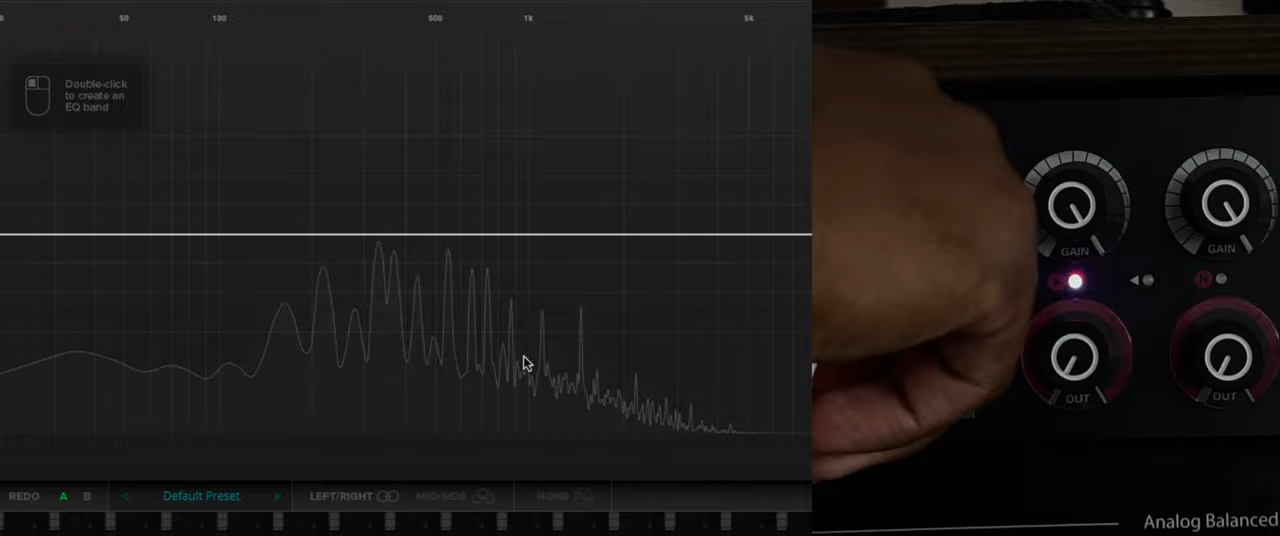 50 100 500 1k 5k
Double-click
to create an
EQ band
GAIN GAIN
N
OUT OUT
REDO A B Default Preset LEFT/RIGHT MID/SIDE NONE
Analog Balanced